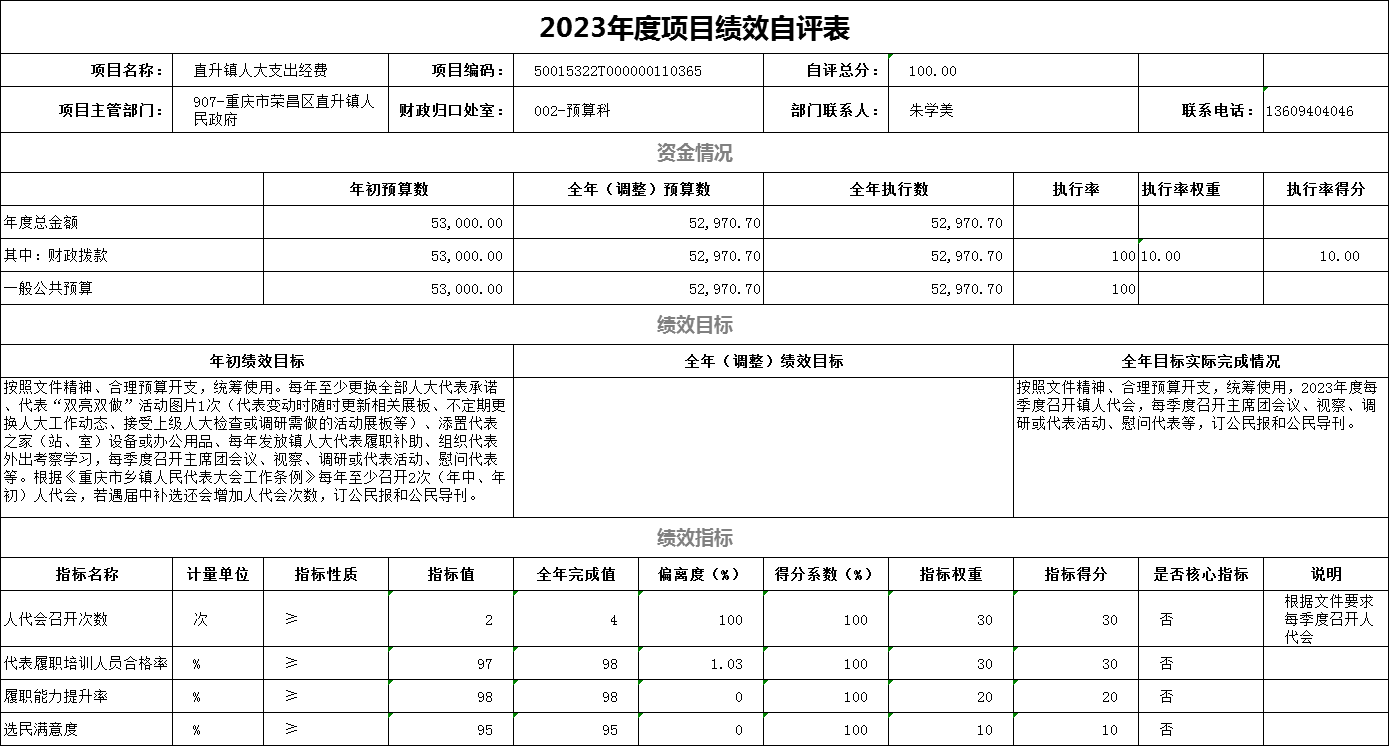 2023年度项目绩效自评表
项目名称： 直升镇人大支出经费 项目编码： 50015322T000000110365 自评总分： 100.00
项目主管部门： 907-重庆市荣昌区直升镇人民政府 财政归口处室： 002-预算科 部门联系人： 朱学美 联系电话： 13609404046
资金情况
年初预算数 全年（调整）预算数 全年执行数 执行率 执行率权重 执行率得分
年度总金额 53,000.00 52,970.70 52,970.70
其中：财政拨款 53,000.00 52,970.70 52,970.70 100 10.00 10.00
一般公共预算 53,000.00 52,970.70 52,970.70 100
绩效目标
年初绩效目标 全年（调整）绩效目标 全年目标实际完成情况
按照文件精神、合理预算开支，统筹使用。每年至少更换全部人大代表承诺
、代表“双亮双做”活动图片1次（代表变动时随时更新相关展板、不定期更
换人大工作动态、接受上级人大检查或调研需做的活动展板等）、添置代表
之家（站、室）设备或办公用品、每年发放镇人大代表履职补助、组织代表
外出考察学习，每季度召开主席团会议、视察、调研或代表活动、慰问代表
等。根据《重庆市乡镇人民代表大会工作条例》每年至少召开2次（年中、年
初）人代会，若遇届中补选还会增加人代会次数，订公民报和公民导刊。
按照文件精神、合理预算开支，统筹使用，2023年度每
季度召开镇人代会，每季度召开主席团会议、视察、调
研或代表活动、慰问代表等，订公民报和公民导刊。
绩效指标
指标名称 计量单位 指标性质 指标值 全年完成值 偏离度（%） 得分系数（%） 指标权重 指标得分 是否核心指标 说明
人代会召开次数 次 ≥ 2 4 100 100 30 30 否 根据文件要求每季度召开人代会
代表履职培训人员合格率 % ≥ 97 98 1.03 100 30 30 否
履职能力提升率 % ≥ 98 98 0 100 20 20 否
选民满意度 % ≥ 95 95 0 100 10 10 否